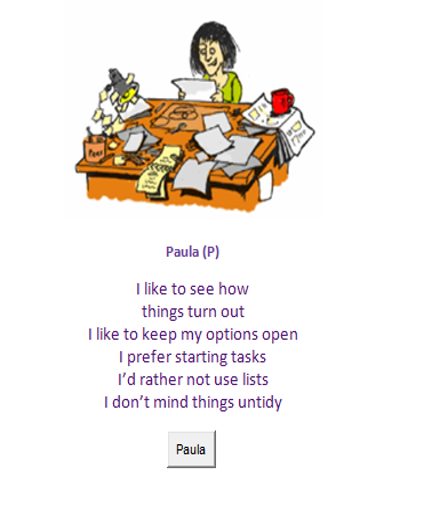 Pens
Paula (P)
I like to see how
things turn out
I like to keep my options open
I prefer starting tasks
I’d rather not use lists
I don’t mind things untidy
Paula